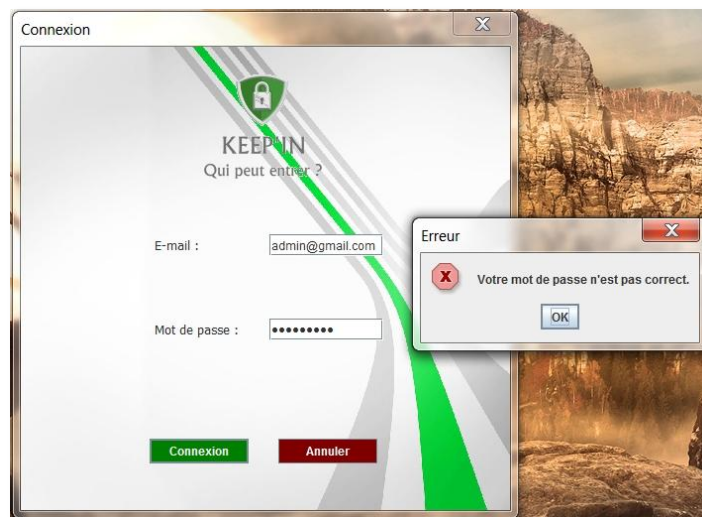 Connexion
KEEP'IN
Qui peut entrer ?
E-mail :
admin@gmail.com
Mot de passe :
•••••••••
Connexion
Annuler
Erreur
Votre mot de passe n'est pas correct.
OK